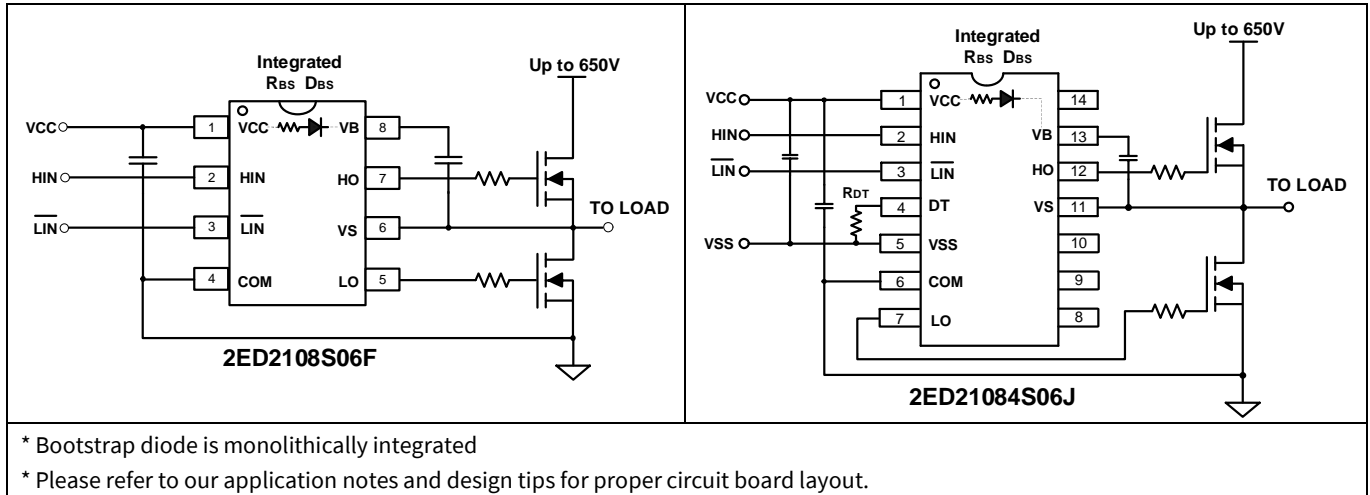 Integrated
RBS DBS
Up to 650V
VCC
1
VCC
VB
8
HIN
2
HIN
HO
7
LIN
3
LIN
VS
6
TO LOAD
4
COM
LO
5
2ED2108S06F
Integrated
RBS DBS
Up to 650V
VCC
1
VCC
14
HIN
2
HIN
VB
13
LIN
3
LIN
HO
12
TO LOAD
RDT
4
DT
VS
11
VSS
5
VSS
10
6
COM
9
7
LO
8
2ED21084S06J
* Bootstrap diode is monolithically integrated
* Please refer to our application notes and design tips for proper circuit board layout.